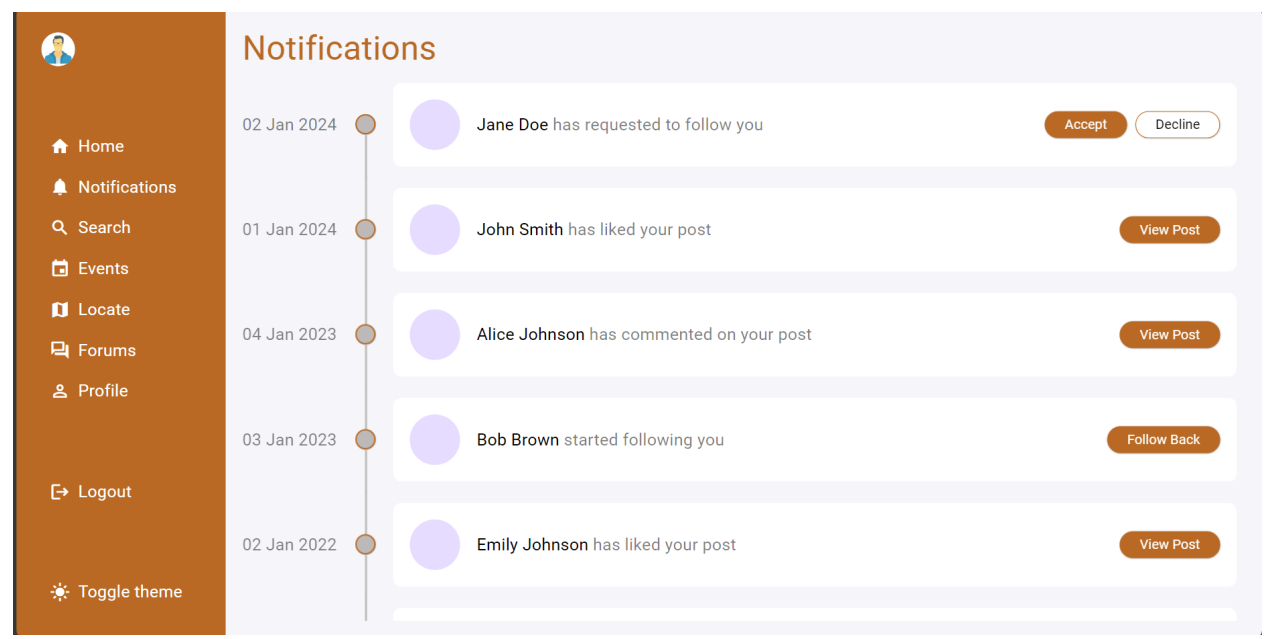 Notifications
Home
Notifications
Search
Events
Locate
Forums
Profile
Logout
Toggle theme
02 Jan 2024 Jane Doe has requested to follow you Accept Decline
01 Jan 2024 John Smith has liked your post View Post
04 Jan 2023 Alice Johnson has commented on your post View Post
03 Jan 2023 Bob Brown started following you Follow Back
02 Jan 2022 Emily Johnson has liked your post View Post